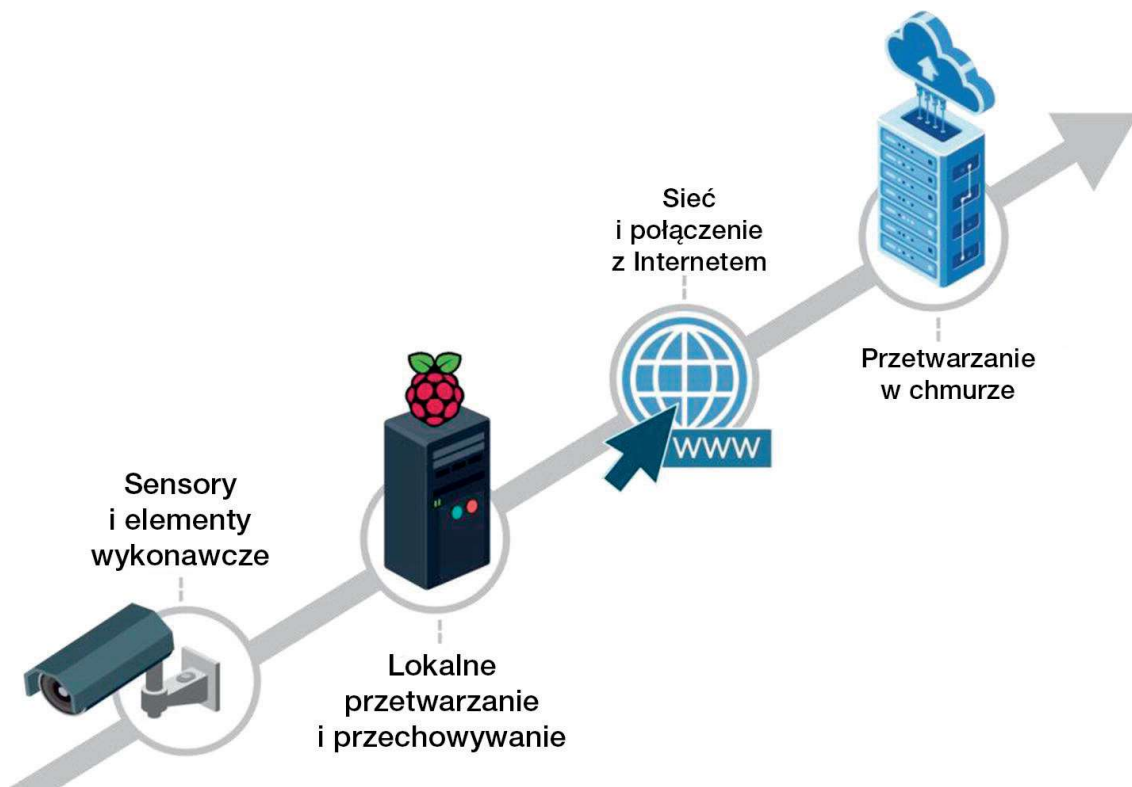 Sensory
i elementy
wykonawcze
Lokalne
przetwarzanie
i przechowywanie
Sieć
i połączenie
z Internetem
WWW
Przetwarzanie
w chmurze